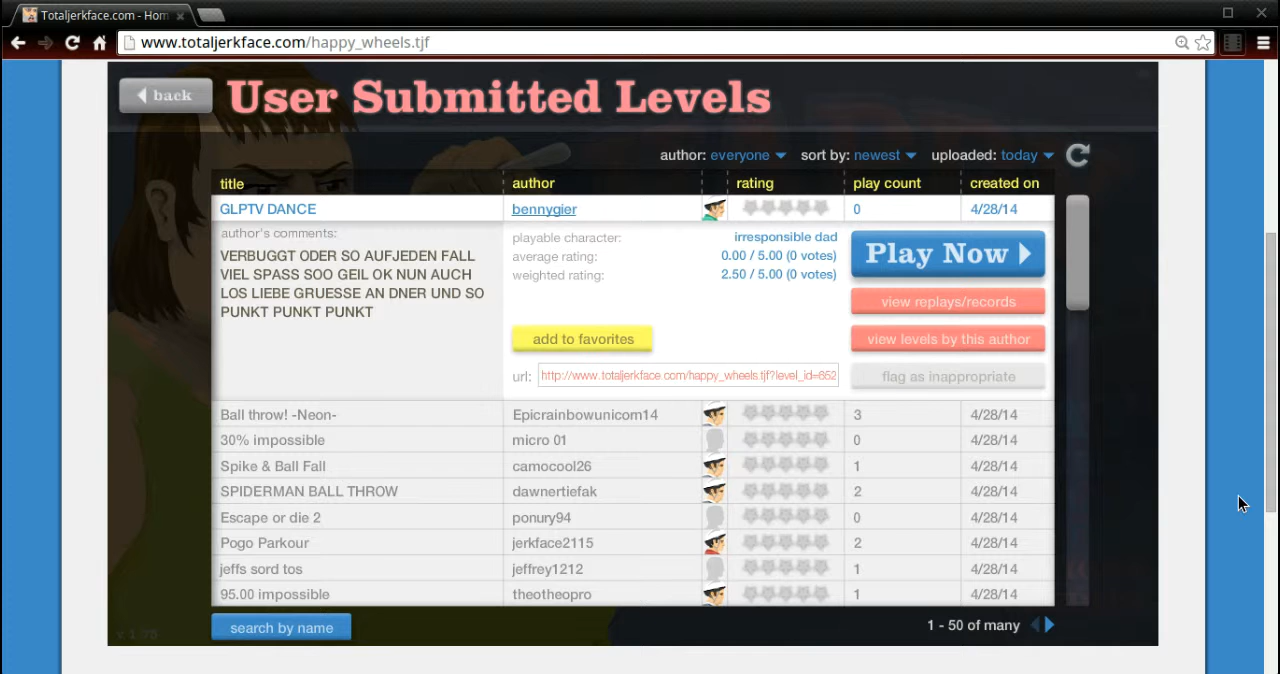 Totaljerkface.com - Hom
www.totaljerkface.com/happy_wheels.tjf
back
User Submitted Levels
author: everyone sort by: newest uploaded: today
title author rating play count created on
GLPTV DANCE bennygier 0 4/28/14
author's comments:
VERBUGGT ODER SO AUFJEDEN FALL
VIEL SPASS SOO GEIL OK NUN AUCH
LOS LIEBE GRUESSE AN DNER UND SO
PUNKT PUNKT PUNKT
playable character: irresponsible dad
average rating: 0.00 / 5.00 (0 votes)
weighted rating: 2.50 / 5.00 (0 votes)
add to favorites
url: http://www.totaljerkface.com/happy_wheels.tjf?level_id=652
Play Now
view replays/records
view levels by this author
flag as inappropriate
Ball throw! -Neon- Epicrainbowunicorn14 3 4/28/14
30% impossible micro 01 0 4/28/14
Spike & Ball Fall camocool26 1 4/28/14
SPIDERMAN BALL THROW dawnertiefak 2 4/28/14
Escape or die 2 ponury94 0 4/28/14
Pogo Parkour jerkface2115 2 4/28/14
jeffs sord tos jeffrey1212 1 4/28/14
95.00 impossible theotheopro 1 4/28/14
search by name
1 - 50 of many
v 1.78